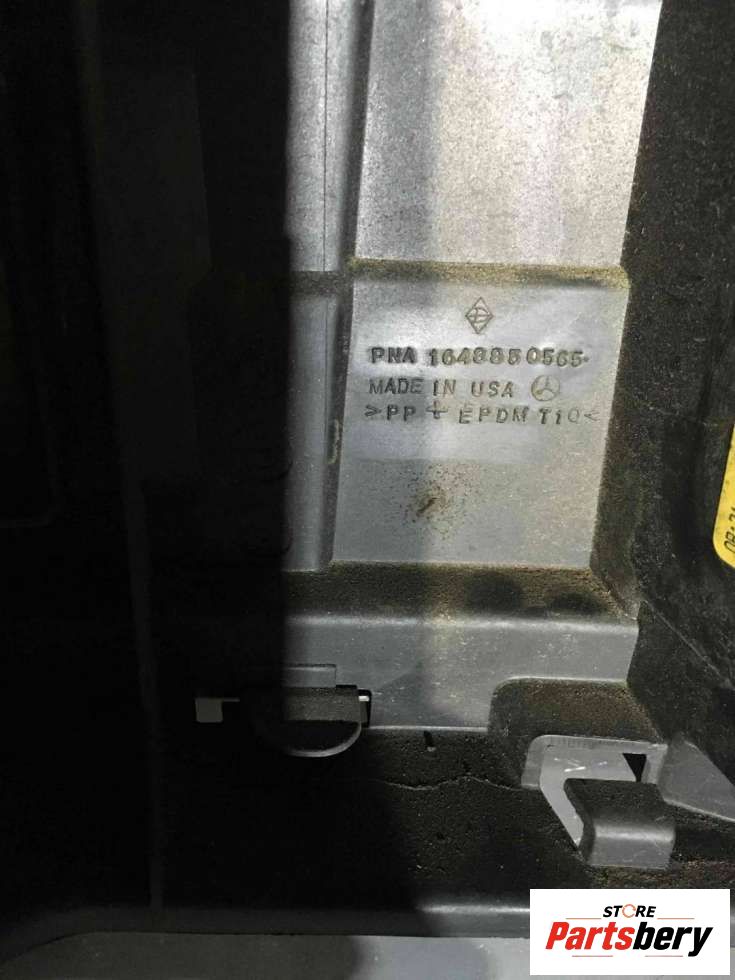 PNA 1648850565
MADE IN USA
>PP + EPDM T10<
STORE
Partsbery